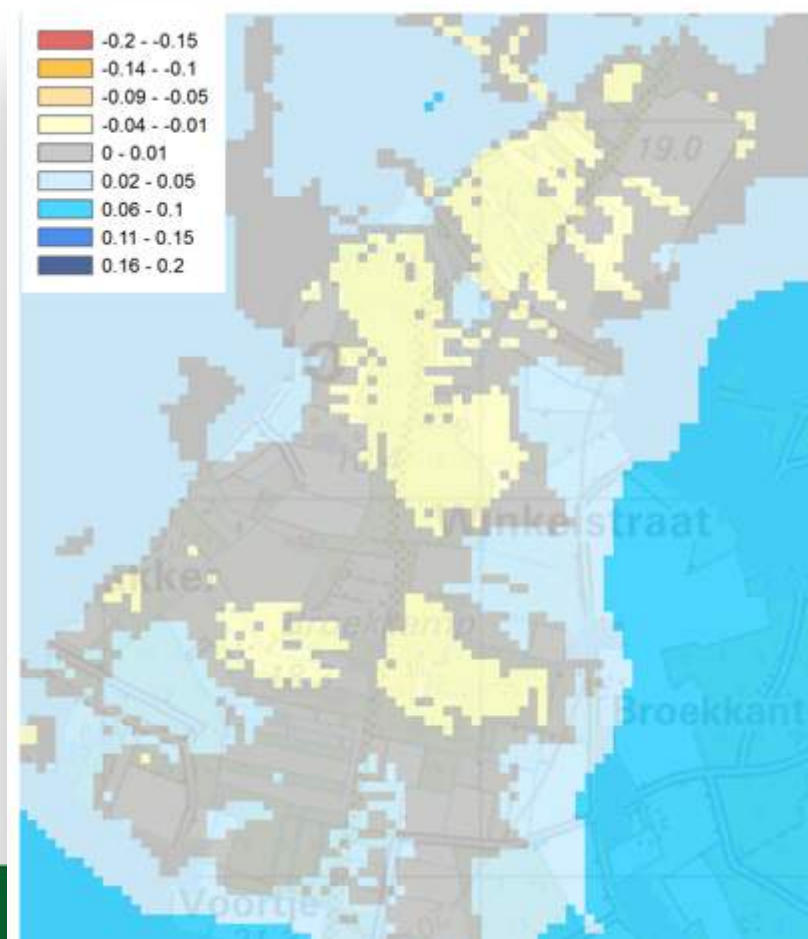 -0.2 - -0.15
-0.14 - -0.1
-0.09 - -0.05
-0.04 - -0.01
0 - 0.01
0.02 - 0.05
0.06 - 0.1
0.11 - 0.15
0.16 - 0.2
19.0
Winkelstraat
Broekkamp
Broekkant
Voortje